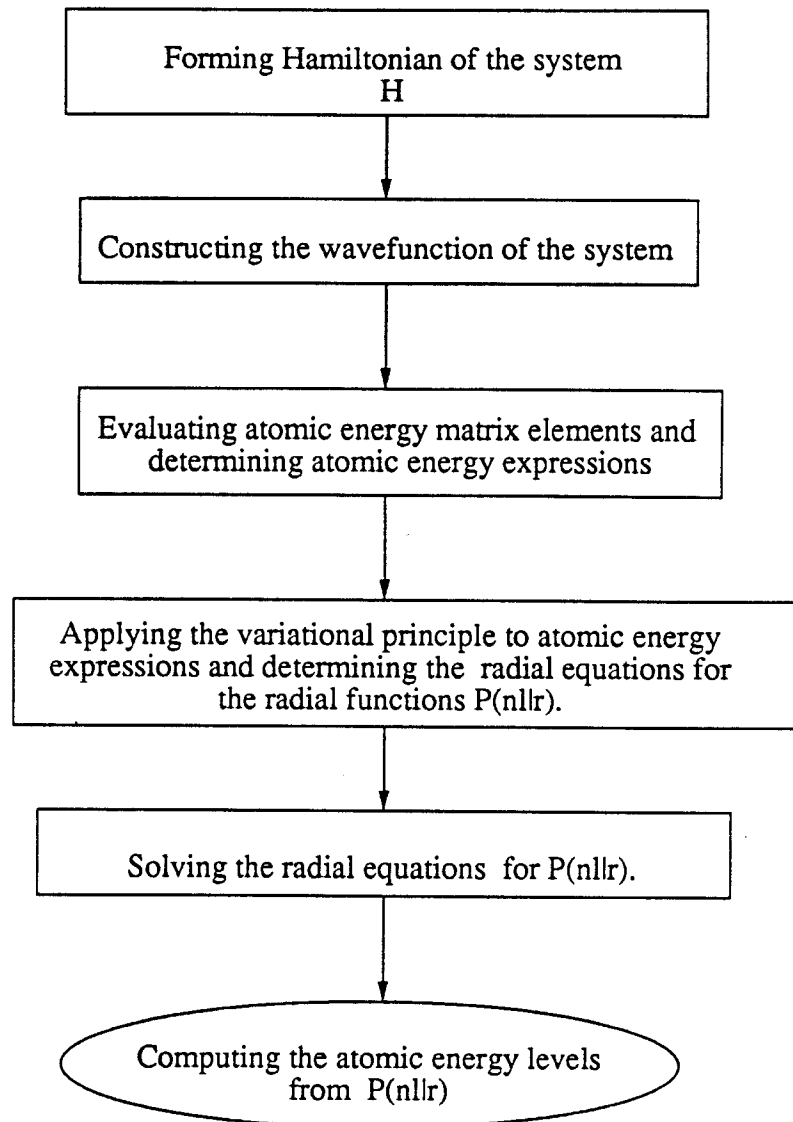 Forming Hamiltonian of the system
H
Constructing the wavefunction of the system
Evaluating atomic energy matrix elements and
determining atomic energy expressions
Applying the variational principle to atomic energy
expressions and determining the radial equations for
the radial functions P(nl|r).
Solving the radial equations for P(nl|r).
Computing the atomic energy levels
from P(nl|r)